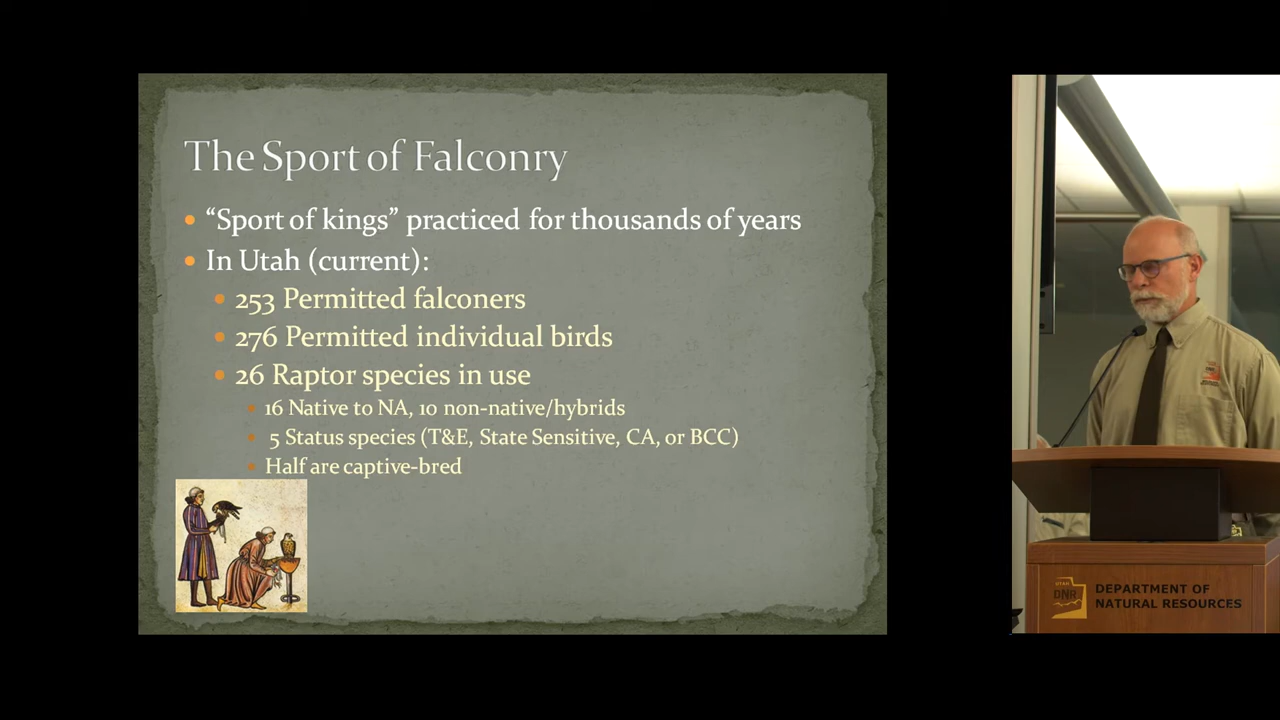 The Sport of Falconry
“Sport of kings” practiced for thousands of years
In Utah (current):
253 Permitted falconers
276 Permitted individual birds
26 Raptor species in use
16 Native to NA, 10 non-native/hybrids
5 Status species (T&E, State Sensitive, CA, or BCC)
Half are captive-bred
UTAH
DNR
DEPARTMENT OF
NATURAL RESOURCES